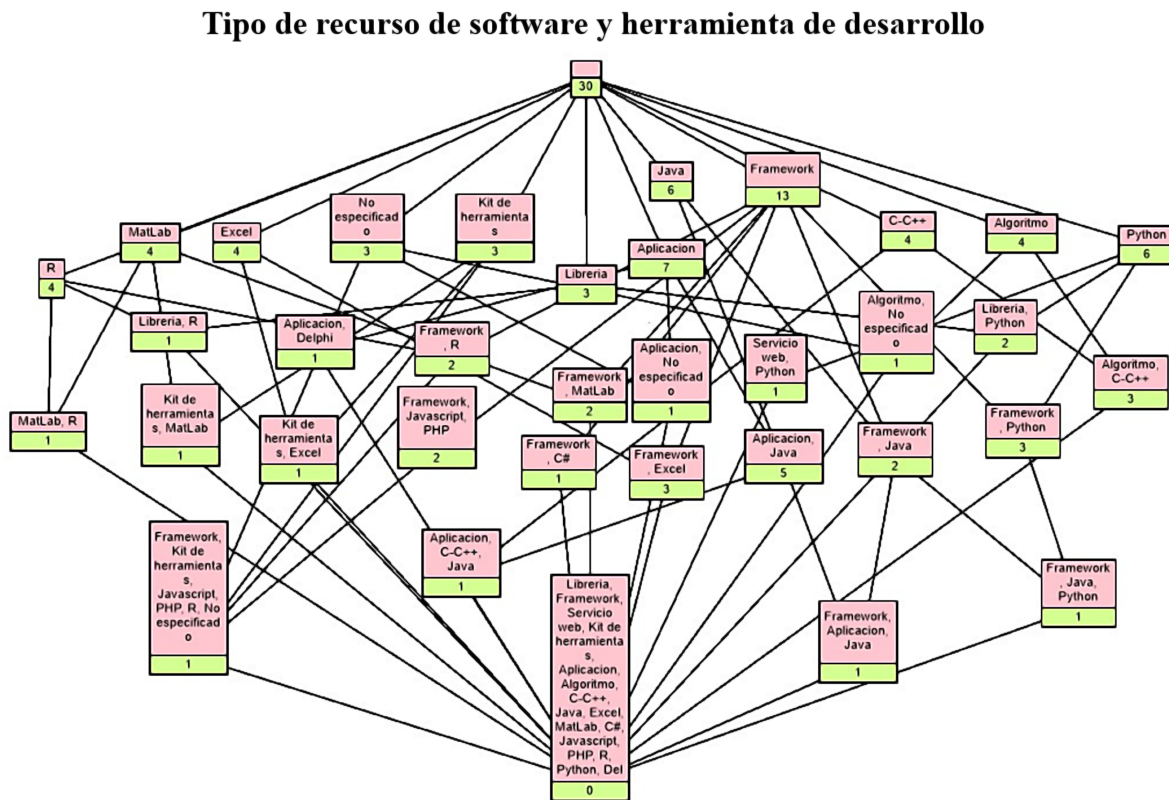 Tipo de recurso de software y herramienta de desarrollo
30
Java
6
Framework
13
No
especificad
o
3
Kit de
herramienta
s
3
MatLab
4
Excel
4
C-C++
4
Algoritmo
4
Python
6
R
4
Libreria
3
Aplicacion
7
Libreria, R
1
Aplicacion,
Delphi
1
Framework
, R
2
Algoritmo,
No
especificad
o
1
Libreria,
Python
2
Servicio
web,
Python
1
Aplicacion,
No
especificad
o
1
Framework
, MatLab
2
Algoritmo,
C-C++
3
MatLab, R
1
Kit de
herramienta
s, MatLab
1
Kit de
herramienta
s, Excel
1
Framework,
Javascript,
PHP
2
Framework
, C#
1
Framework
, Excel
3
Aplicacion,
Java
5
Framework
, Java
2
Framework
, Python
3
Framework,
Kit de
herramienta
s,
Javascript,
PHP, R, No
especificad
o
1
Aplicacion,
C-C++,
Java
1
Libreria,
Framework,
Servicio
web, Kit de
herramienta
s,
Aplicacion,
Algoritmo,
C-C++,
Java, Excel,
MatLab, C#,
Javascript,
PHP, R,
Python, Del
0
Framework,
Aplicacion,
Java
1
Framework
, Java,
Python
1